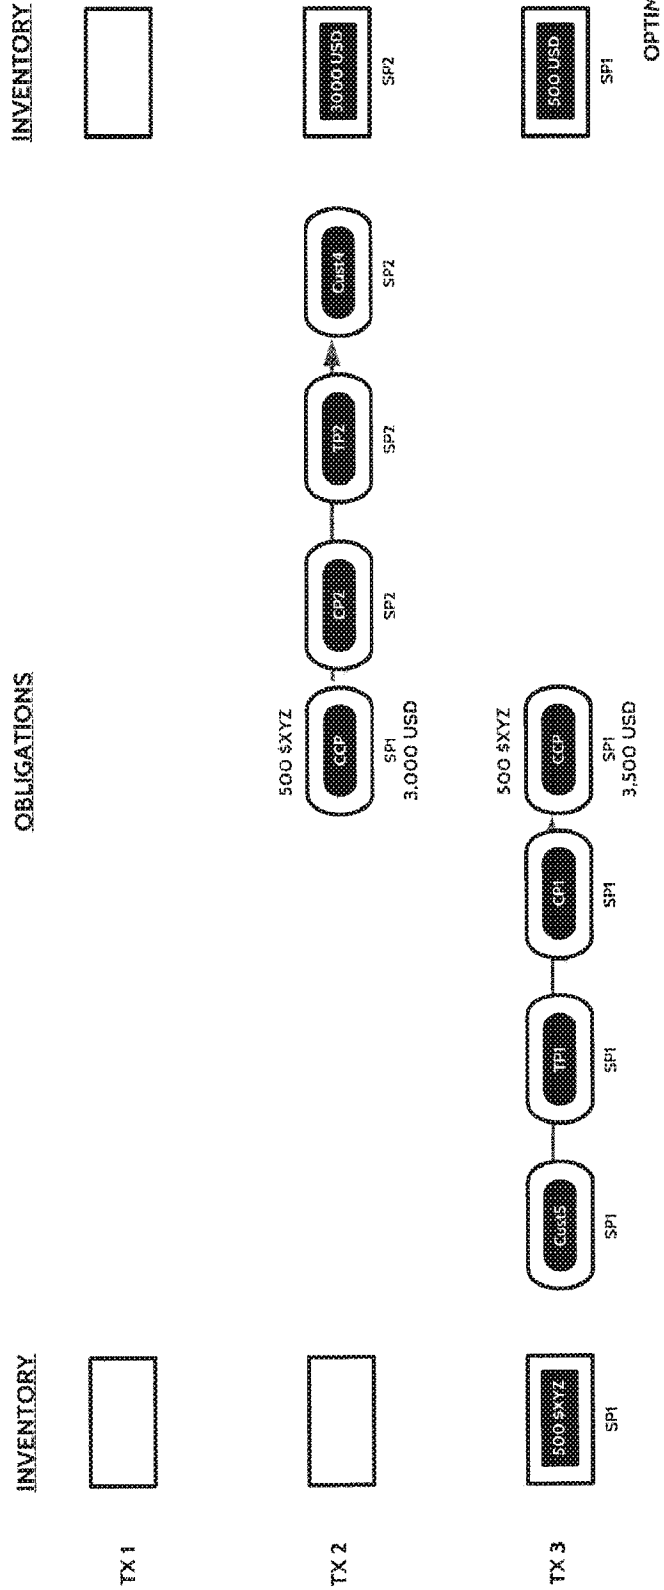 INVENTORY OBLIGATIONS INVENTORY
TX 1
500 $XYZ
TX 2 CCP CP2 TP2 Cust4 3000 USD
SP1 SP2 SP2 SP2 SP2
3,000 USD
500 $XYZ
TX 3 500 $XYZ Cust5 TP1 CP1 CCP 500 USD
SP1 SP1 SP1 SP1 SP1 SP1
3,500 USD